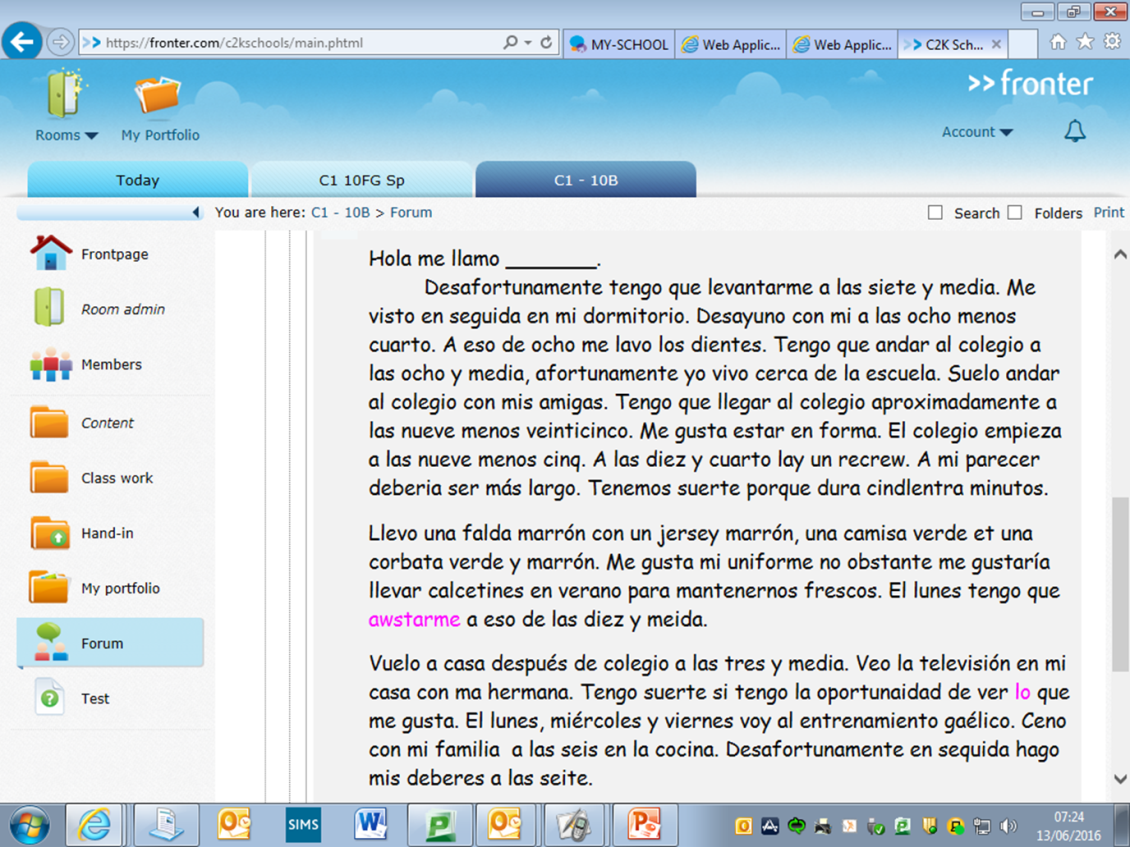 https://fronter.com/c2kschools/main.phtml
MY-SCHOOL
Web Applic...
Web Applic...
C2K Sch...
>> fronter
Rooms
My Portfolio
Account
Today
C1 10FG Sp
C1 - 10B
You are here: C1 - 10B > Forum
Search
Folders
Print
Frontpage
Room admin
Members
Content
Class work
Hand-in
My portfolio
Forum
Test
Hola me llamo ________.
Desafortunamente tengo que levantarme a las siete y media. Me
visto en seguida en mi dormitorio. Desayuno con mi a las ocho menos
cuarto. A eso de ocho me lavo los dientes. Tengo que andar al colegio a
las ocho y media, afortunamente yo vivo cerca de la escuela. Suelo andar
al colegio con mis amigas. Tengo que llegar al colegio aproximadamente a
las nueve menos veinticinco. Me gusta estar en forma. El colegio empieza
a las nueve menos cinq. A las diez y cuarto lay un recrew. A mi parecer
deberia ser más largo. Tenemos suerte porque dura cindlentra minutos.
Llevo una falda marrón con un jersey marrón, una camisa verde et una
corbata verde y marrón. Me gusta mi uniforme no obstante me gustaría
llevar calcetines en verano para mantenernos frescos. El lunes tengo que
awstarme a eso de las diez y meida.
Vuelo a casa después de colegio a las tres y media. Veo la televisión en mi
casa con ma hermana. Tengo suerte si tengo la oportunaidad de ver lo que
me gusta. El lunes, miércoles y viernes voy al entrenamiento gaélico. Ceno
con mi familia a las seis en la cocina. Desafortunamente en sequida hago
mis deberes a las seite.
SIMS
07:24
13/06/2016